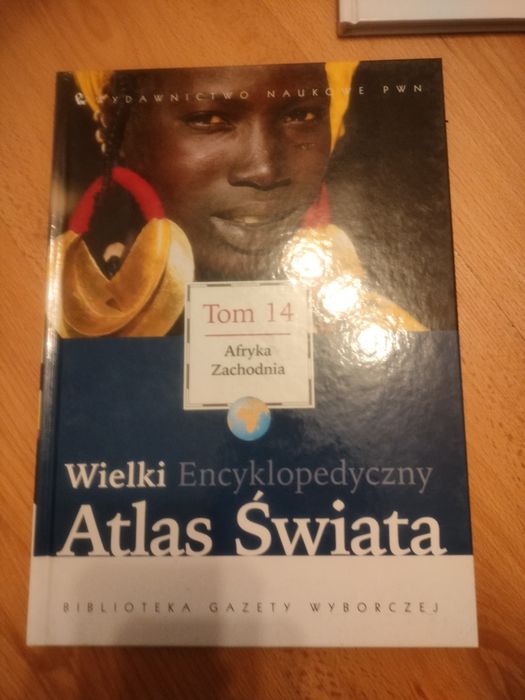 WYDAWNICTWO NAUKOWE PWN
Tom 14
Afryka
Zachodnia
Wielki Encyklopedyczny
Atlas Świata
BIBLIOTEKA GAZETY WYBORCZEJ